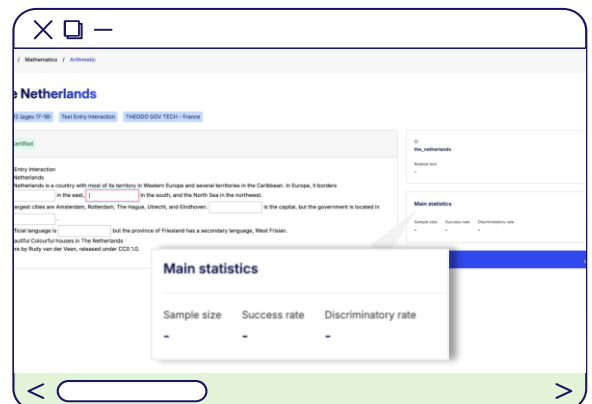 / Mathematics / Arithmetic
e Netherlands
12 (ages 17-18) Text Entry Interaction THEODO GOV TECH - France
ertified
Entry Interaction
Netherlands
Netherlands is a country with most of its territory in Western Europe and several territories in the Caribbean. In Europe, it borders
in the east, in the south, and the North Sea in the northwest.
argest cities are Amsterdam, Rotterdam, The Hague, Utrecht, and Eindhoven. is the capital, but the government is located in
.
ficial language is but the province of Friesland has a secondary language, West Frisian.
autiful Colourful houses in The Netherlands
re by Rudy van der Veen, released under CC0 1.0.
ID
the_netherlands
Related text
-
Main statistics
Sample size Success rate Discriminatory rate
- - -
Main statistics
Sample size Success rate Discriminatory rate
- - -